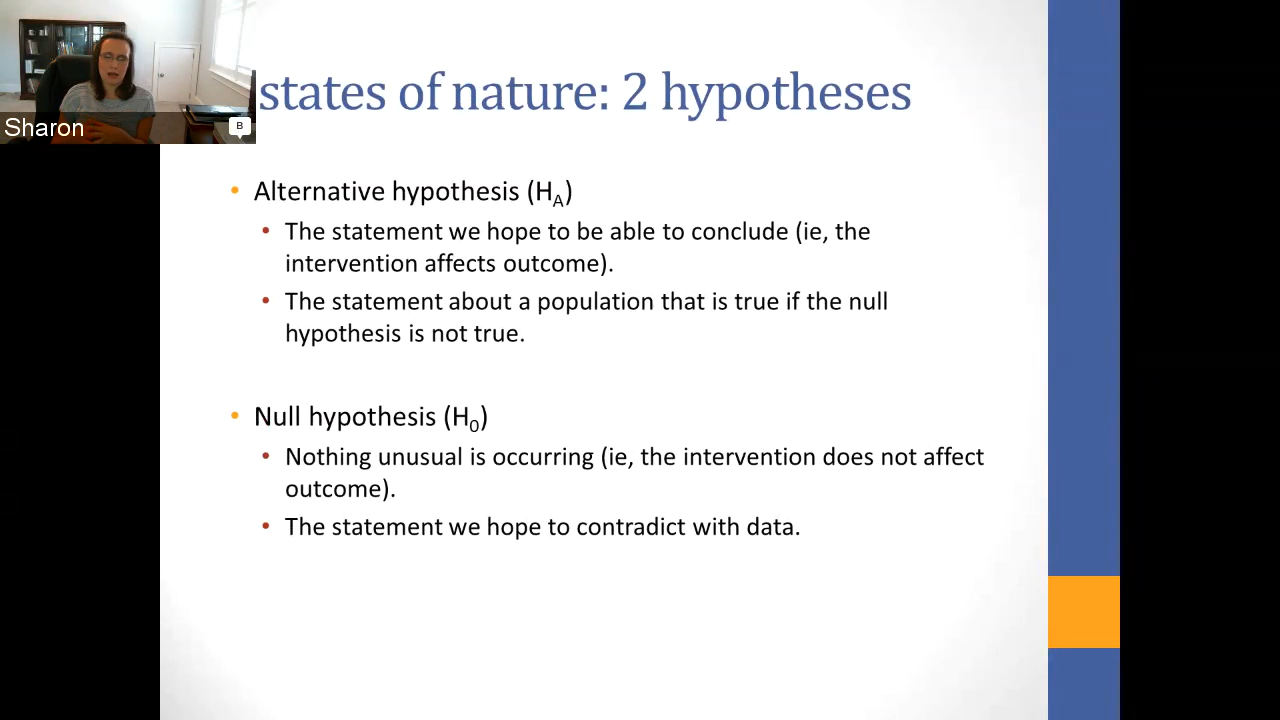 states of nature: 2 hypotheses
Sharon
B
• Alternative hypothesis (H_A)
• The statement we hope to be able to conclude (ie, the
intervention affects outcome).
• The statement about a population that is true if the null
hypothesis is not true.
• Null hypothesis (H_0)
• Nothing unusual is occurring (ie, the intervention does not affect
outcome).
• The statement we hope to contradict with data.